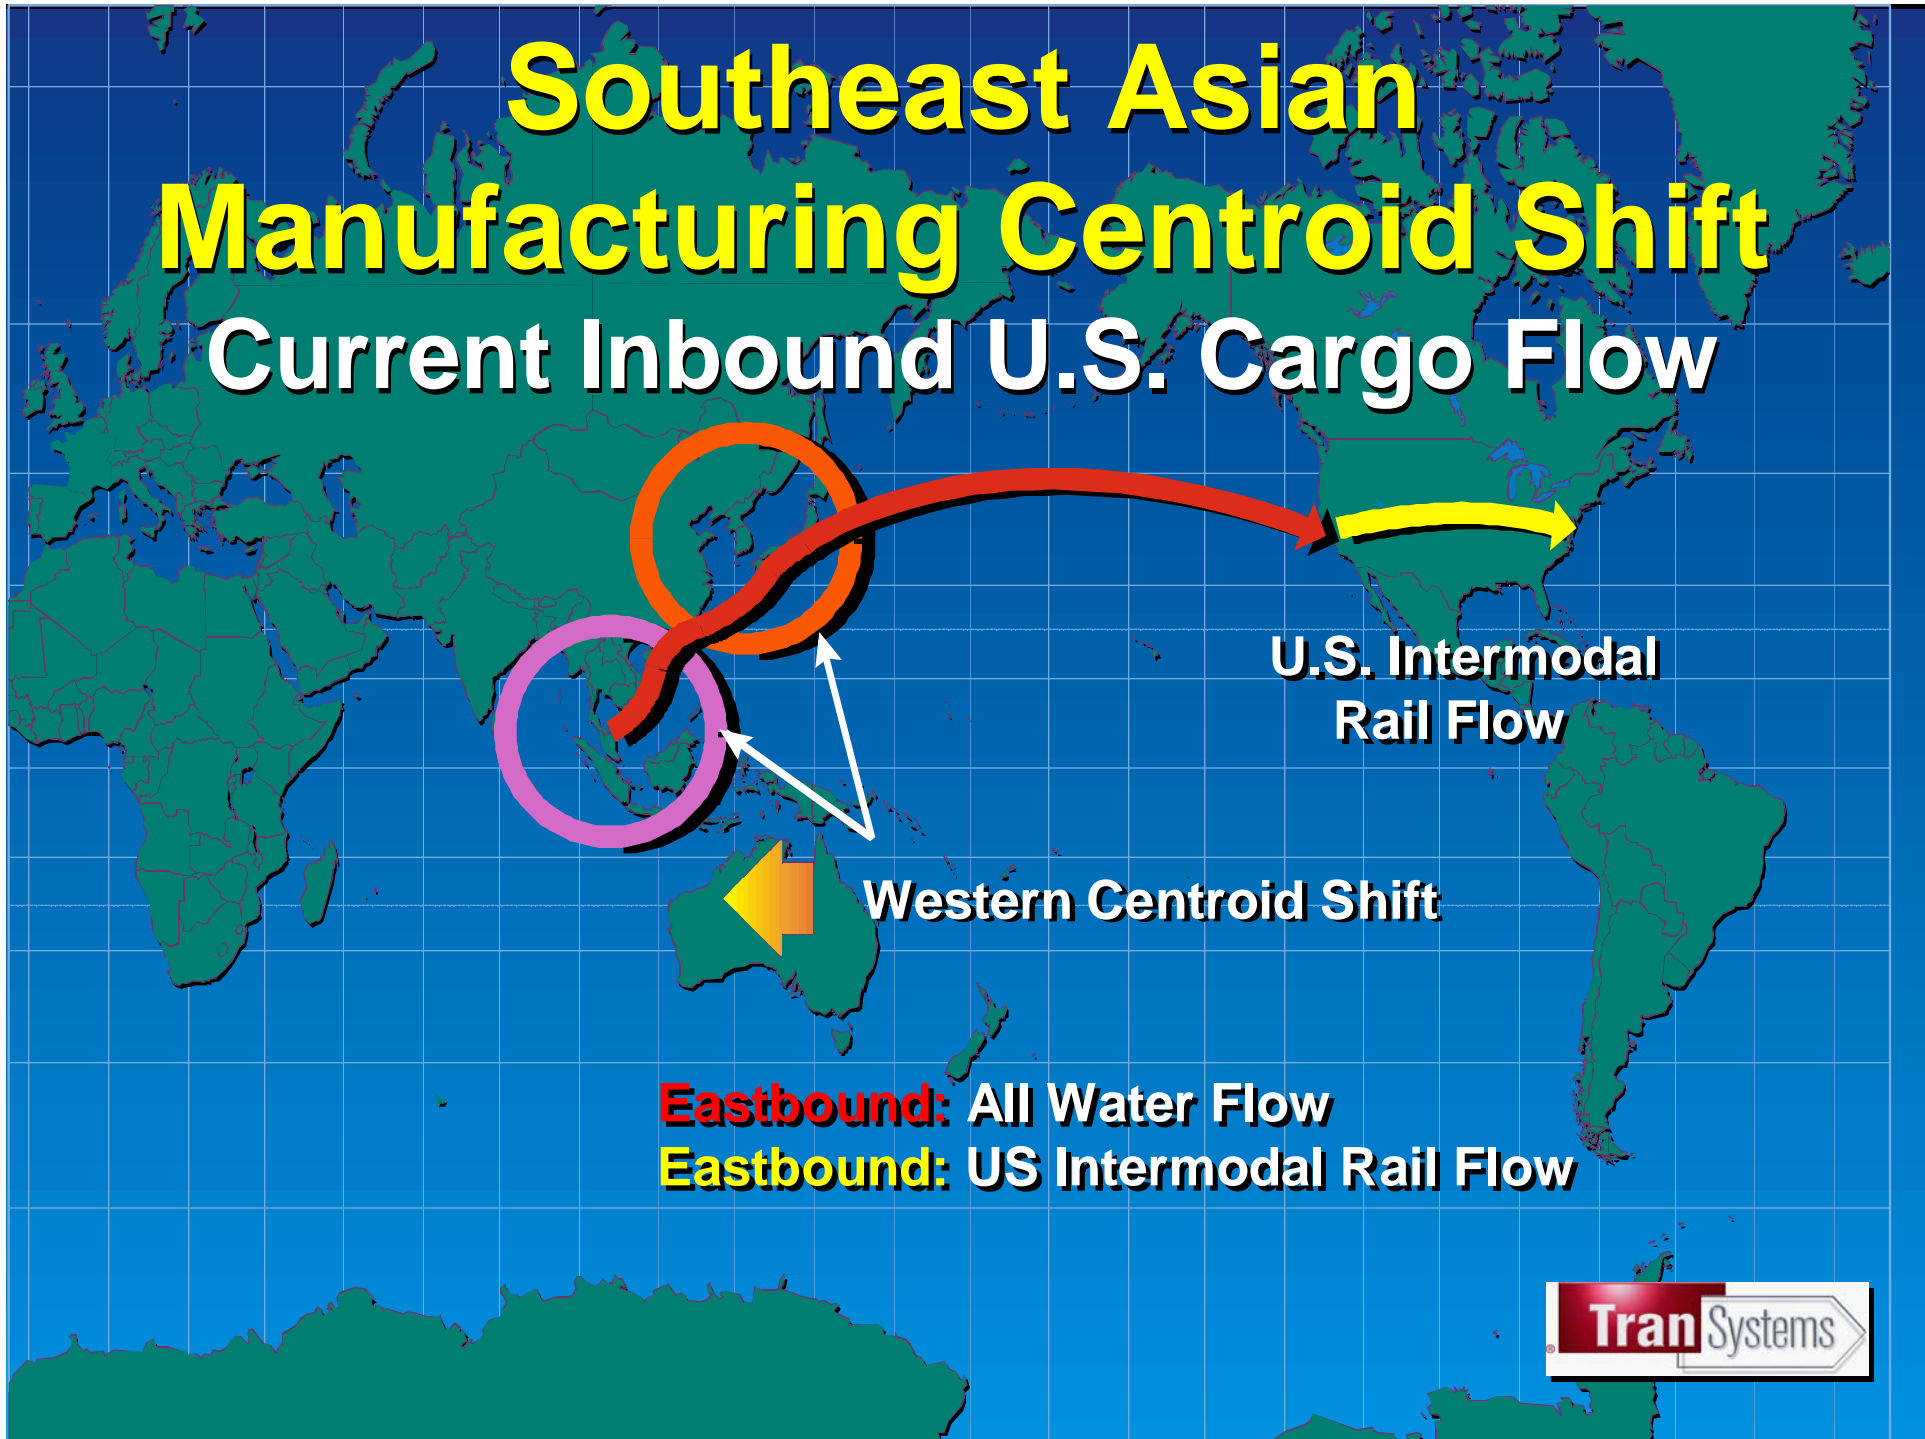 Southeast Asian
Manufacturing Centroid Shift
Current Inbound U.S. Cargo Flow
U.S. Intermodal
Rail Flow
Western Centroid Shift
Eastbound: All Water Flow
Eastbound: US Intermodal Rail Flow
® TranSystems